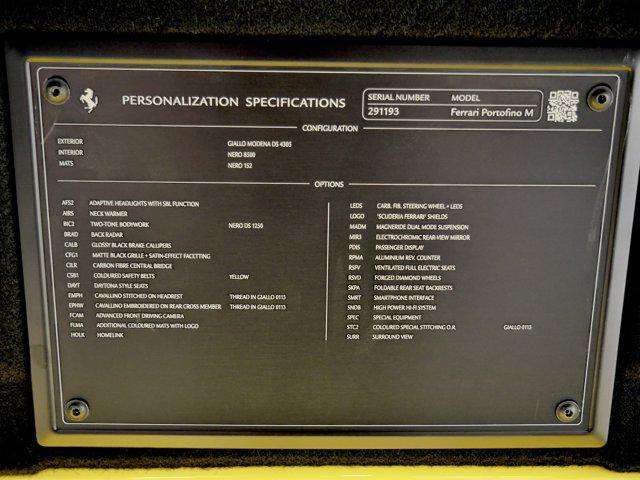 PERSONALIZATION SPECIFICATIONS
SERIAL NUMBER MODEL
291193 Ferrari Portofino M
CONFIGURATION
EXTERIOR GIALLO MODENA DS 4305
INTERIOR NERO 8500
MATS NERO 152
OPTIONS
AFS2 ADAPTIVE HEADLIGHTS WITH SBL FUNCTION
AIRS NECK WARMER
BIC2 TWO-TONE BODYWORK NERO DS 1250
BRAD BACK RADAR
CALB GLOSSY BLACK BRAKE CALLIPERS
CFG1 MATTE BLACK GRILLE + SATIN-EFFECT FACETTING
CILR CARBON FIBRE CENTRAL BRIDGE
CSB1 COLOURED SAFETY BELTS YELLOW
DAYT DAYTONA STYLE SEATS
EMPH CAVALLINO STITCHED ON HEADREST THREAD IN GIALLO 0113
EPHW CAVALLINO EMBROIDERED ON REAR CROSS MEMBER THREAD IN GIALLO 0113
FCAM ADVANCED FRONT DRIVING CAMERA
FLMA ADDITIONAL COLOURED MATS WITH LOGO
HOLK HOMELINK
LEDS CARB. FIB. STEERING WHEEL + LEDS
LOGO 'SCUDERIA FERRARI' SHIELDS
MADM MAGNERIDE DUAL MODE SUSPENSION
MIR3 ELECTROCHROMIC REAR-VIEW MIRROR
PDIS PASSENGER DISPLAY
RPMA ALUMINIUM REV. COUNTER
RSFV VENTILATED FULL ELECTRIC SEATS
RSVD FORGED DIAMOND WHEELS
SKPA FOLDABLE REAR SEAT BACKRESTS
SMRT SMARTPHONE INTERFACE
SNOB HIGH POWER HI-FI SYSTEM
SPEC SPECIAL EQUIPMENT
STC2 COLOURED SPECIAL STITCHING O.R. GIALLO 0113
SURR SURROUND VIEW